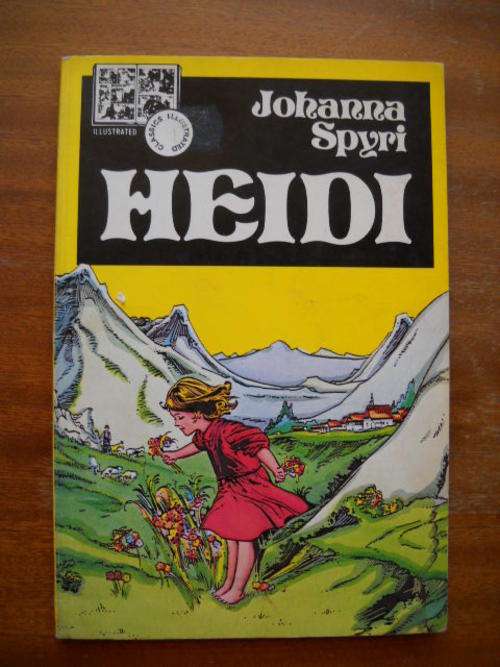 ILLUSTRATED
CLASSICS ILLUSTRATED
Johanna
Spyri
HEIDI